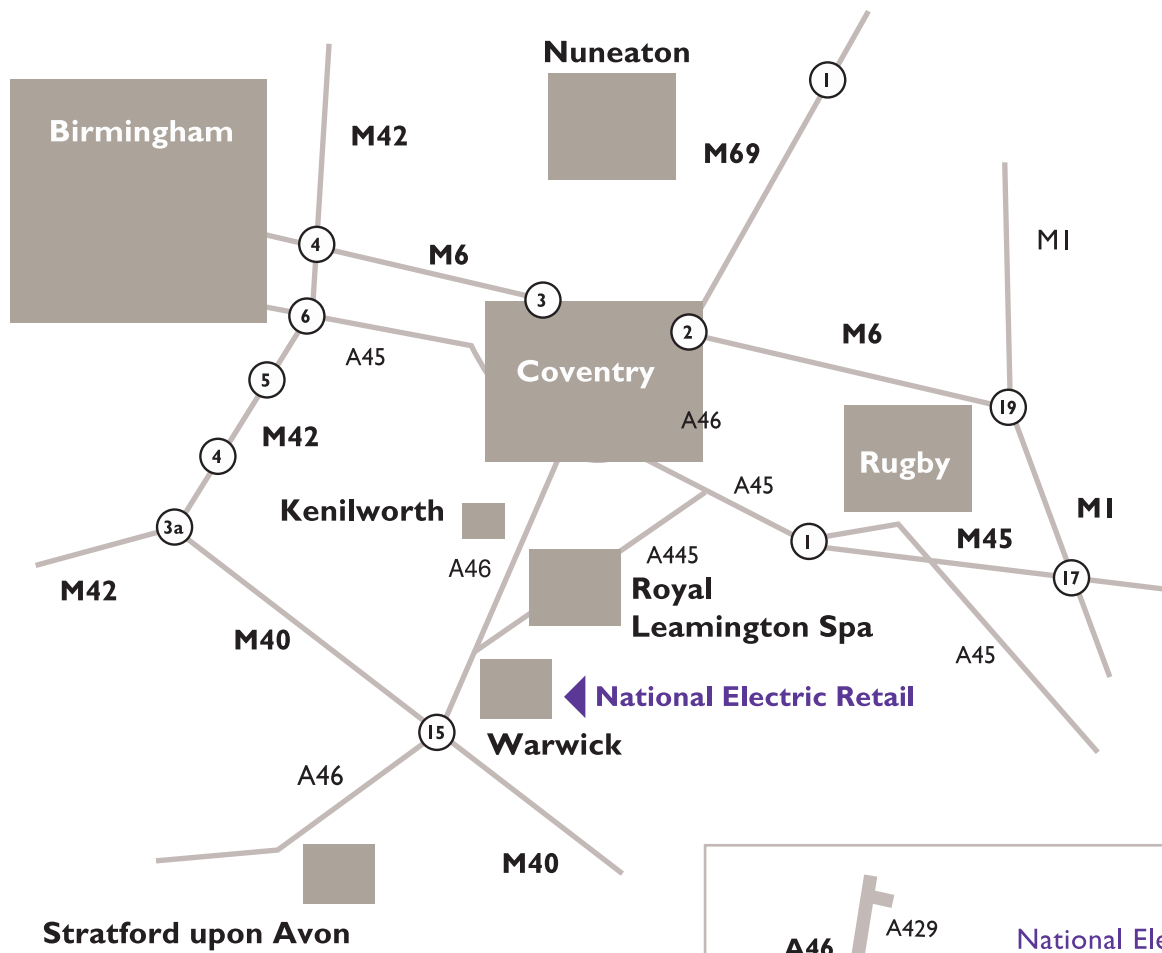 Nuneaton
1
Birmingham
M42
M69
4
M6
M1
3
6
2
M6
A45
5
Coventry
19
A46
M42
4
Rugby
A45
Kenilworth
M1
3a
1
M45
A445
A46
17
M42
Royal
Leamington Spa
M40
A45
National Electric Retail
15
Warwick
A46
M40
A429
Stratford upon Avon
A46
National Ele